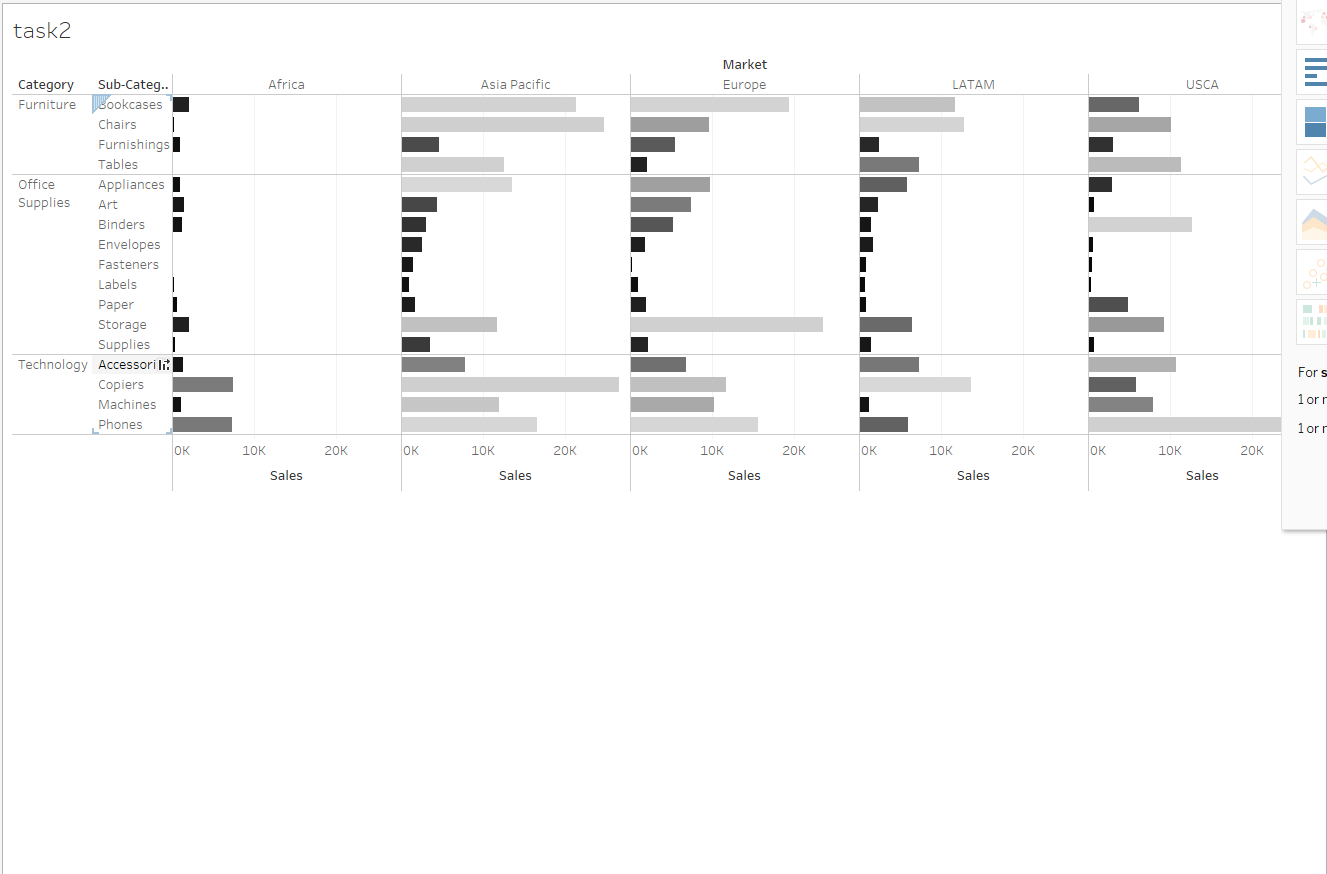 task2
Market
Category Sub-Categ.. Africa Asia Pacific Europe LATAM USCA
Furniture Bookcases
Chairs
Furnishings
Tables
Office Supplies Appliances
Art
Binders
Envelopes
Fasteners
Labels
Paper
Storage
Supplies
Technology Accessori
Copiers
Machines
Phones
0K 10K 20K 0K 10K 20K 0K 10K 20K 0K 10K 20K 0K 10K 20K
Sales Sales Sales Sales Sales
For s
1 or r
1 or r